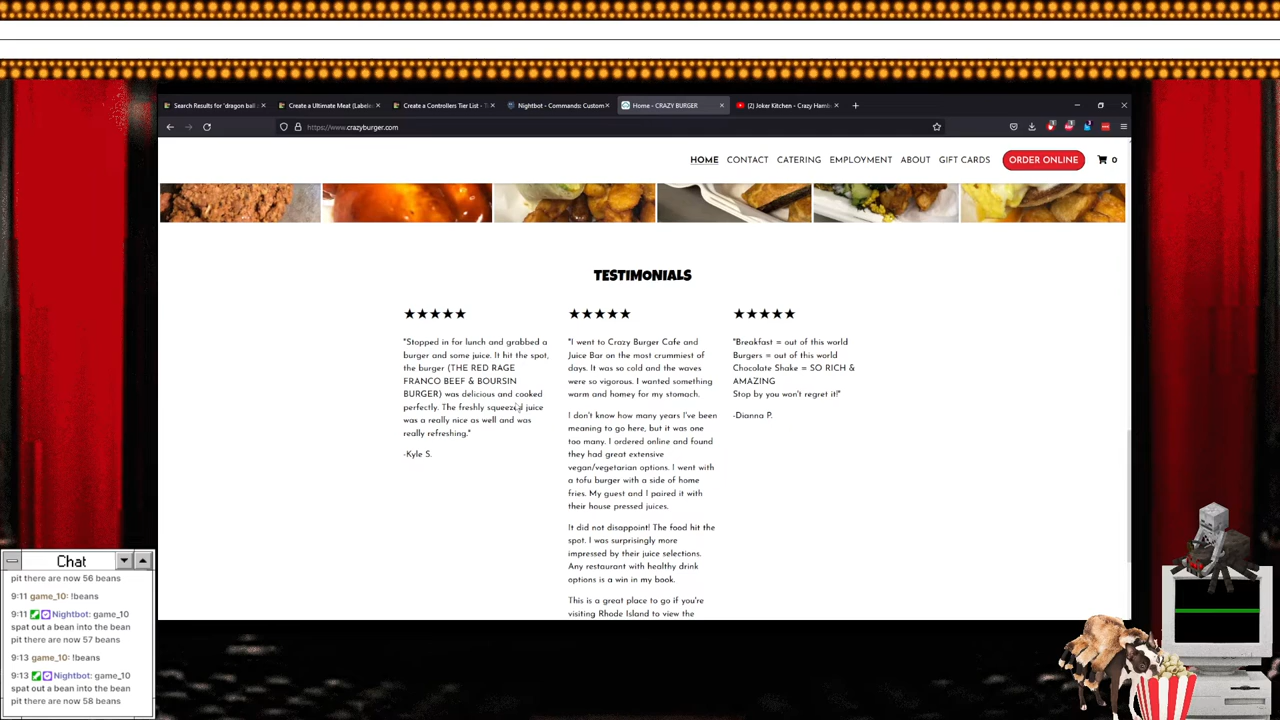 Search Results for 'dragon bal
Create a Ultimate Meat (Labele
Create a Controllers Tier List - T
Nightbot - Commands: Custom
Home - CRAZY BURGER
(2) Joker Kitchen - Crazy Hamb
https://www.crazyburger.com
HOME CONTACT CATERING EMPLOYMENT ABOUT GIFT CARDS ORDER ONLINE 0
TESTIMONIALS
"Stopped in for lunch and grabbed a
burger and some juice. It hit the spot,
the burger (THE RED RAGE
FRANCO BEEF & BOURSIN
BURGER) was delicious and cooked
perfectly. The freshly squeezed juice
was a really nice as well and was
really refreshing."
-Kyle S.
"I went to Crazy Burger Cafe and
Juice Bar on the most crummiest of
days. It was so cold and the waves
were so vigorous. I wanted something
warm and homey for my stomach.
I don't know how many years I've been
meaning to go here, but it was one
too many. I ordered online and found
they had great extensive
vegan/vegetarian options. I went with
a tofu burger with a side of home
fries. My guest and I paired it with
their house pressed juices.
It did not disappoint! The food hit the
spot. I was surprisingly more
impressed by their juice selections.
Any restaurant with healthy drink
options is a win in my book.
This is a great place to go if you're
visiting Rhode Island to view the
"Breakfast = out of this world
Burgers = out of this world
Chocolate Shake = SO RICH &
AMAZING
Stop by you won't regret it!"
-Dianna P.
Chat
pit there are now 56 beans
9:11 game_10: !beans
9:11 Nightbot: game_10
spat out a bean into the bean
pit there are now 57 beans
9:13 game_10: !beans
9:13 Nightbot: game_10
spat out a bean into the bean
pit there are now 58 beans